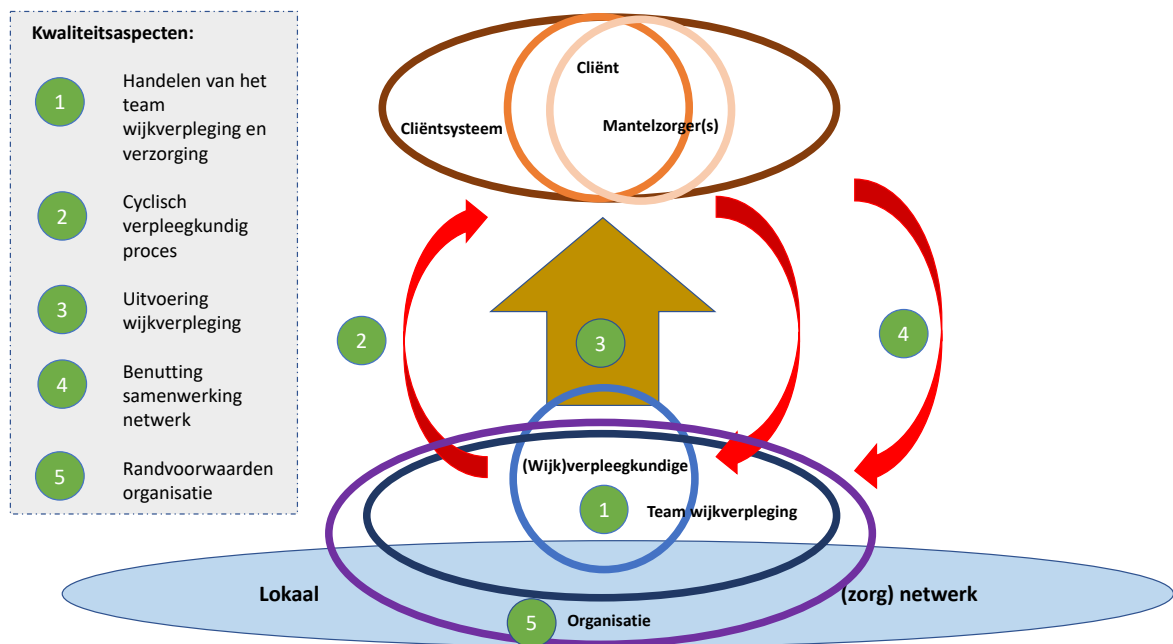 Kwaliteitsaspecten:
1
Handelen van het
team
wijkverpleging en
verzorging
2
Cyclisch
verpleegkundig
proces
3
Uitvoering
wijkverpleging
4
Benutting
samenwerking
netwerk
5
Randvoorwaarden
organisatie
Cliënt
Cliëntsysteem
Mantelzorger(s)
2
3
4
(Wijk)verpleegkundige
1
Team wijkverpleging
Lokaal
(zorg) netwerk
5
Organisatie